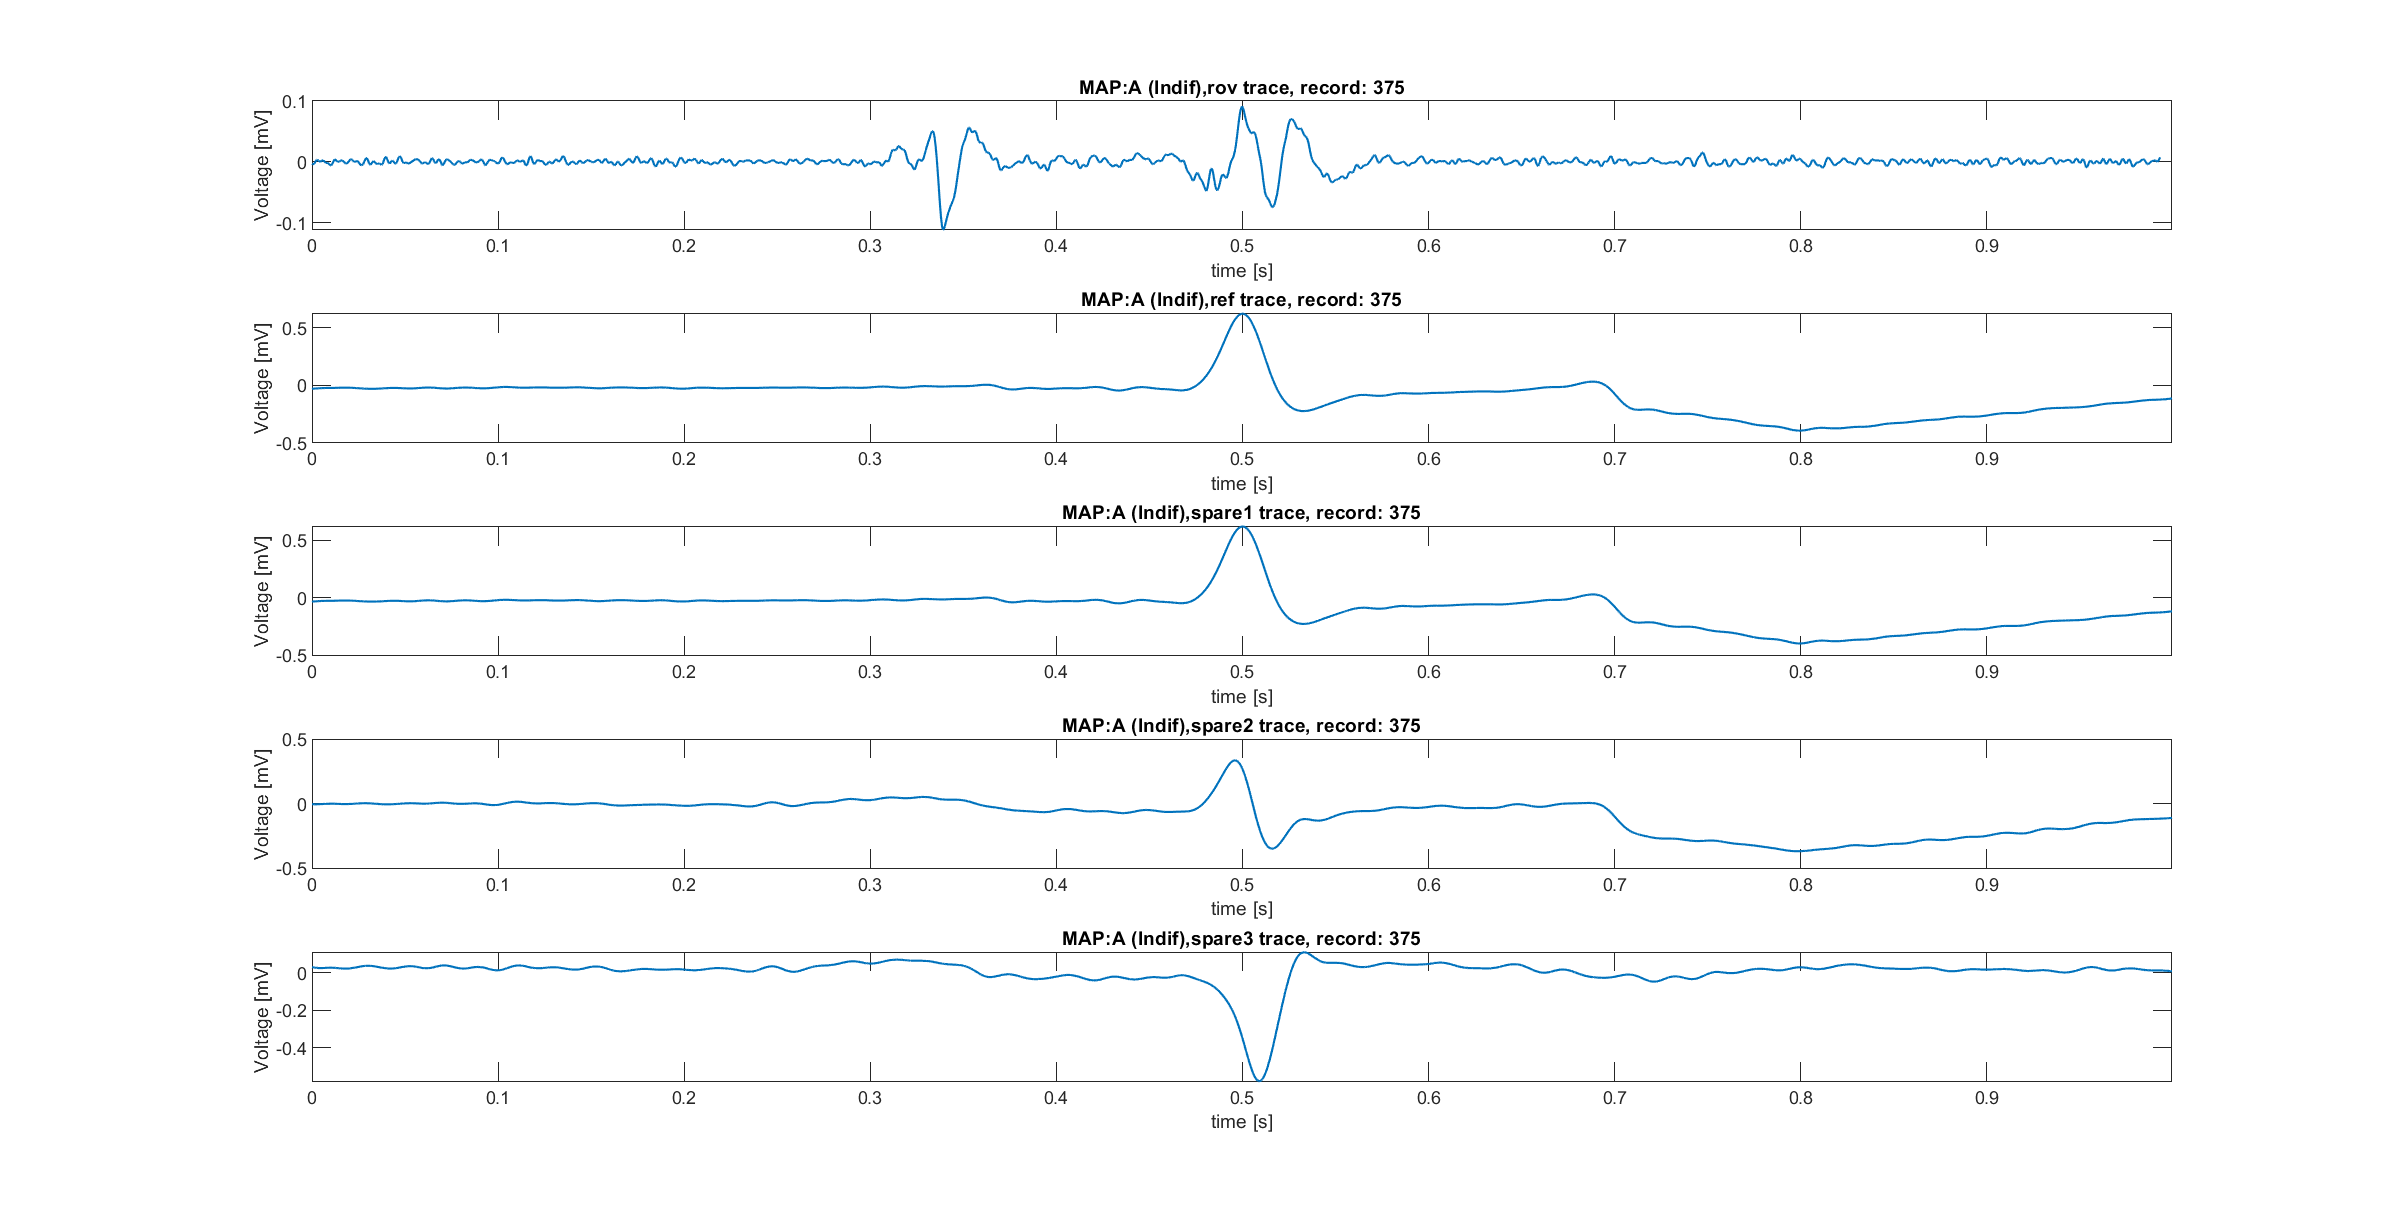 MAP:A (Indif),rov trace, record: 375
Voltage [mV]
0.1
0
-0.1
0 0.1 0.2 0.3 0.4 0.5 0.6 0.7 0.8 0.9
time [s]
MAP:A (Indif),ref trace, record: 375
Voltage [mV]
0.5
0
-0.5
0 0.1 0.2 0.3 0.4 0.5 0.6 0.7 0.8 0.9
time [s]
MAP:A (Indif),spare1 trace, record: 375
Voltage [mV]
0.5
0
-0.5
0 0.1 0.2 0.3 0.4 0.5 0.6 0.7 0.8 0.9
time [s]
MAP:A (Indif),spare2 trace, record: 375
Voltage [mV]
0.5
0
-0.5
0 0.1 0.2 0.3 0.4 0.5 0.6 0.7 0.8 0.9
time [s]
MAP:A (Indif),spare3 trace, record: 375
Voltage [mV]
0
-0.2
-0.4
0 0.1 0.2 0.3 0.4 0.5 0.6 0.7 0.8 0.9
time [s]